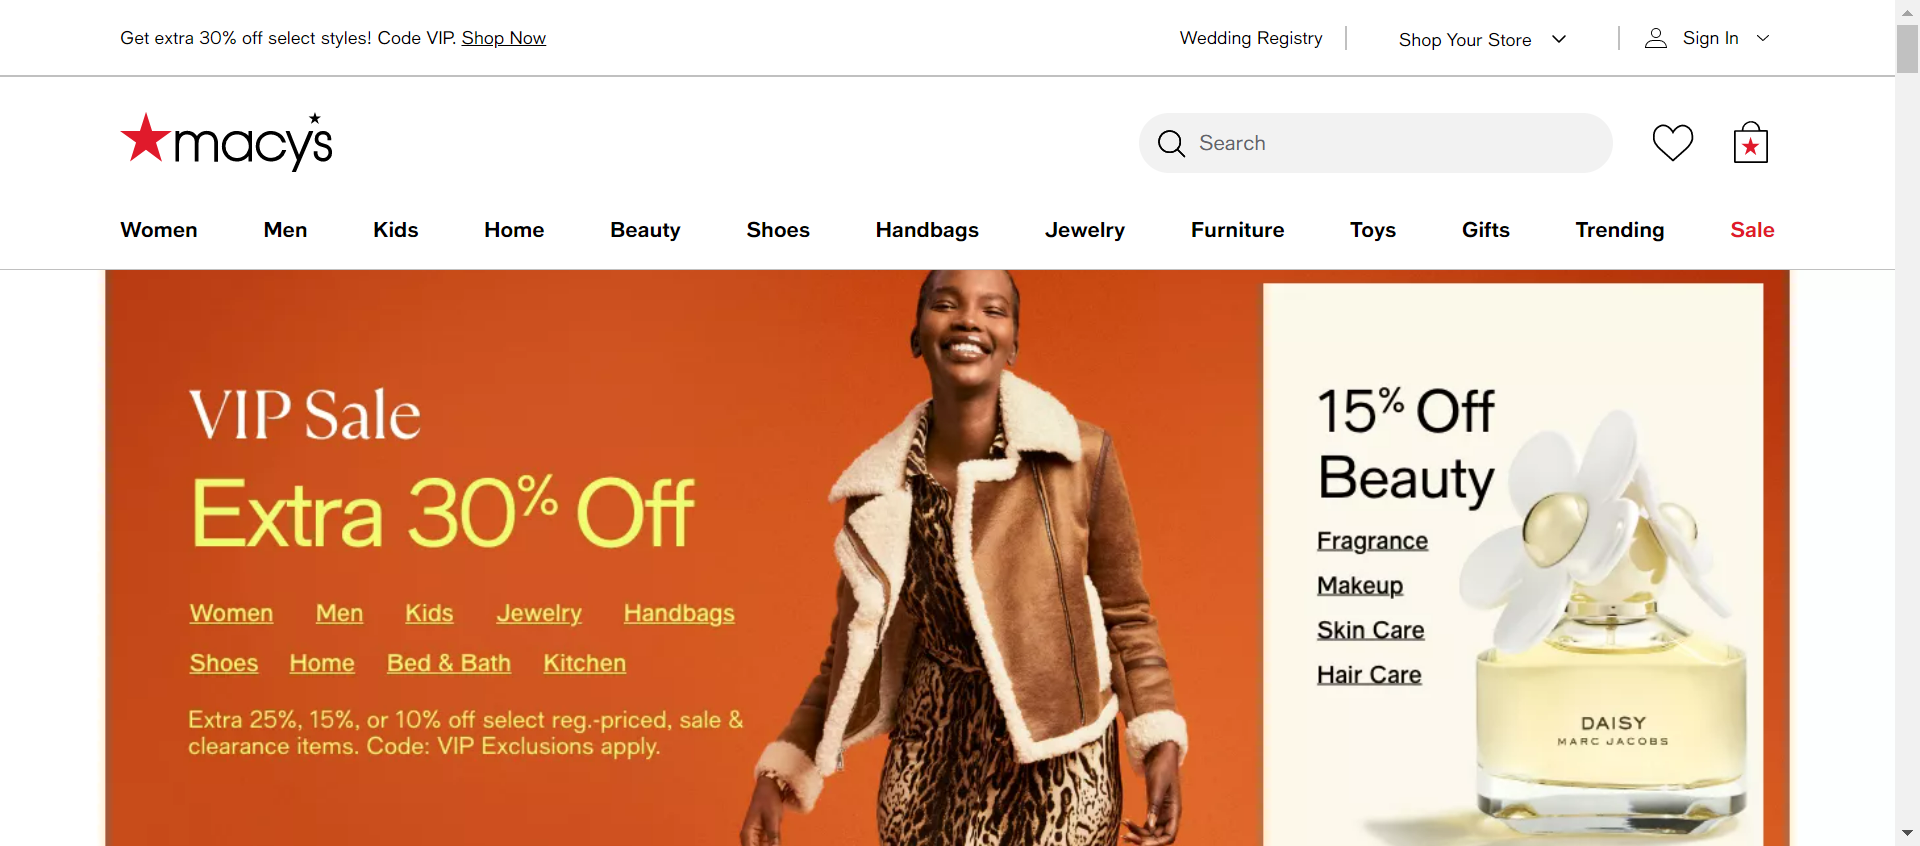 Get extra 30% off select styles! Code VIP. Shop Now
Wedding Registry
Shop Your Store
Sign In
macy's
Search
Women Men Kids Home Beauty Shoes Handbags Jewelry Furniture Toys Gifts Trending Sale
VIP Sale
Extra 30% Off
Women Men Kids Jewelry Handbags
Shoes Home Bed & Bath Kitchen
Extra 25%, 15%, or 10% off select reg.-priced, sale &
clearance items. Code: VIP Exclusions apply.
15% Off
Beauty
Fragrance
Makeup
Skin Care
Hair Care
DAISY
MARC JACOBS